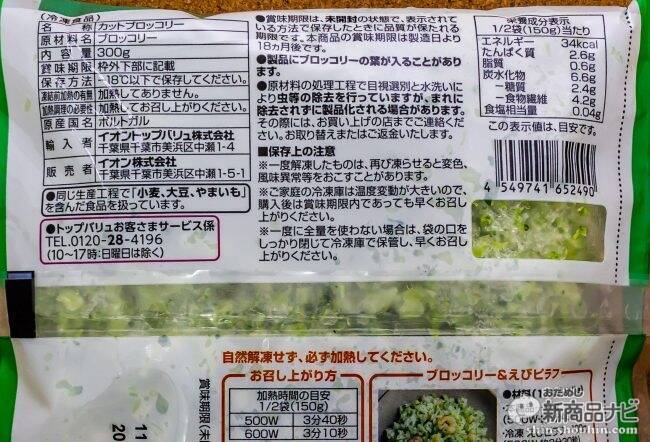 (冷凍食品)
名称 カットブロッコリー
原材料名 ブロッコリー
内容量 300g
賞味期限 枠外下部に記載
保存方法 −18℃以下で保存してください。
凍結前加熱の有無 加熱してありません。
加熱調理の必要性 加熱してお召し上がりください。
原産国名 ポルトガル
輸入者 イオントップバリュ株式会社
千葉県千葉市美浜区中瀬1-4
販売者 イオン株式会社
千葉県千葉市美浜区中瀬1-5-1
●同じ生産工程で「小麦、大豆、やまいも」
を含んだ食品を扱っています。
●トップバリュお客さまサービス係
TEL.0120-28-4196
(10〜17時:日曜日は除く)
●賞味期限は、未開封の状態で、表示されて
いる方法で保存したときに品質が保たれる
期限です。本商品の賞味期限は製造日より
18ヵ月後です。
●製品にブロッコリーの葉が入ることがあり
ます。
●原材料の処理工程で目視選別と水洗いに
より虫等の除去を行っていますが、まれに
除去されずに製品化される場合があります。
その際には、お買い上げの店までご連絡くだ
さい。お取り替えまたはご返金いたします。
■保存上の注意
※一度解凍したものは、再び凍らせると変色、
風味異常等をおこすことがあります。
※ご家庭の冷凍庫は温度変動が大きいので、
購入後は賞味期限内であっても早くお召し上
がりください。
※一度に全量を使わない場合は、袋の口を
しっかり閉じて冷凍庫で保管し、早くお召し
上がりください。
栄養成分表示
1/2袋(150g)当たり
エネルギー 34kcal
たんぱく質 2.6g
脂質 0.6g
炭水化物 6.6g
−糖質 2.4g
−食物繊維 4.2g
食塩相当量 0.04g
この表示値は、目安です。
4549741652490
自然解凍せず、必ず加熱してください。
お召し上がり方
加熱時間の目安
1/2袋(150g)
500W 3分40秒
600W 3分10秒
ブロッコリー&えびピラフ
賞味期限
11
20
おためし
新商品ナビ
shin-shouhin.com